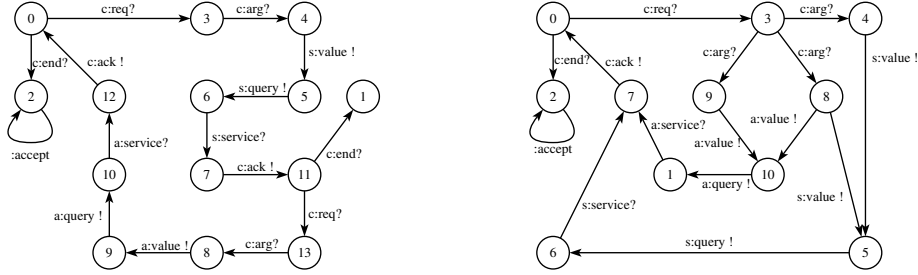 0 c:req? 3 c:arg? 4
c:end? c:ack ! s:value !
2 12 6 s:query ! 5 1
:accept a:service? s:service? c:end?
10 7 c:ack ! 11
a:query ! c:req?
9 a:value ! 8 c:arg? 13
0 c:req? 3 c:arg? 4
c:end? c:ack ! c:arg? c:arg? s:value !
2 7 9 8
:accept a:service? a:value ! a:value !
1 a:query ! 10
s:service? s:value !
6 s:query ! 5